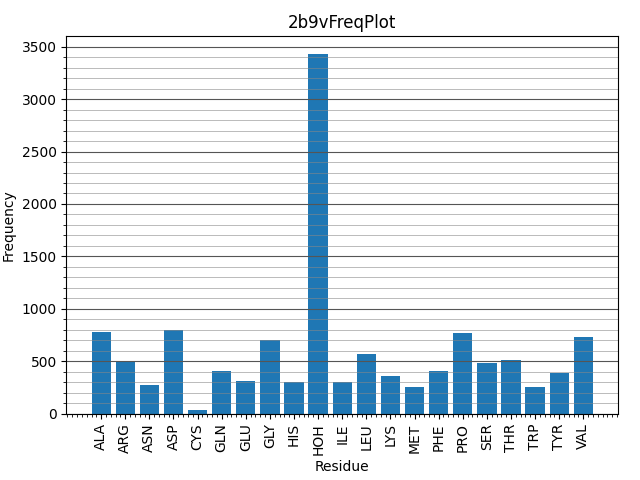 2b9vFreqPlot
Frequency
3500
3000
2500
2000
1500
1000
500
0
ALA ARG ASN ASP CYS GLN GLU GLY HIS HOH ILE LEU LYS MET PHE PRO SER THR TRP TYR VAL
Residue